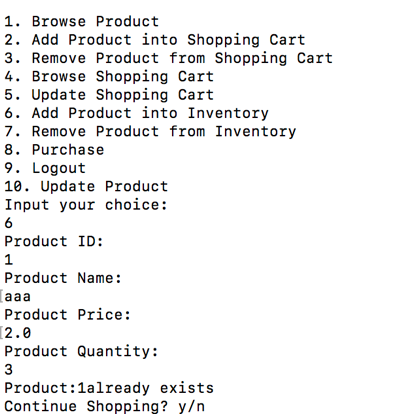 1. Browse Product
2. Add Product into Shopping Cart
3. Remove Product from Shopping Cart
4. Browse Shopping Cart
5. Update Shopping Cart
6. Add Product into Inventory
7. Remove Product from Inventory
8. Purchase
9. Logout
10. Update Product
Input your choice:
6
Product ID:
1
Product Name:
[aaa
Product Price:
[2.0
Product Quantity:
3
Product:1already exists
Continue Shopping? y/n